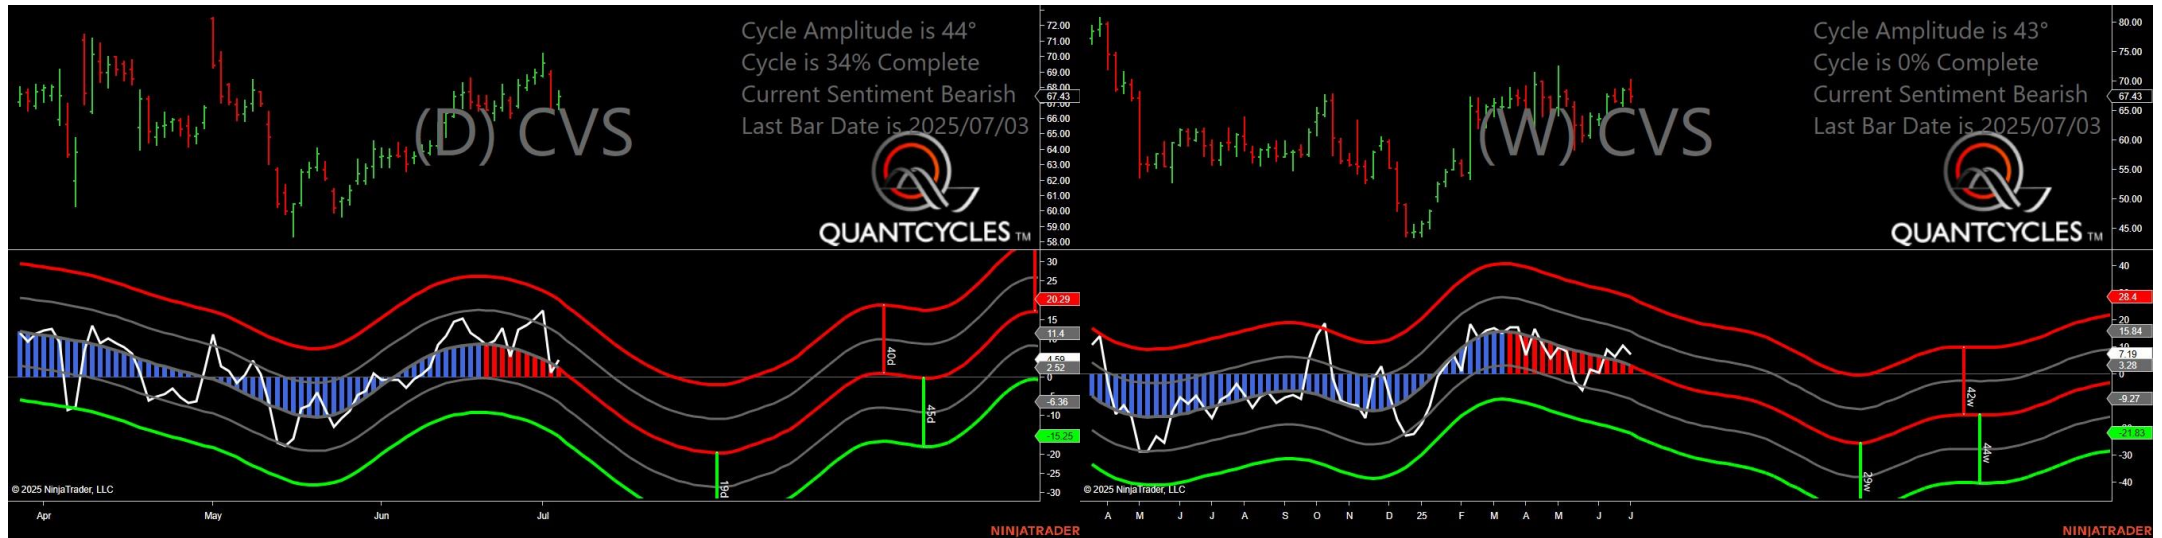 Cycle Amplitude is 44°
Cycle is 34% Complete
Current Sentiment Bearish
Last Bar Date is 2025/07/03
(D) CVS
QUANTCYCLES TM
72.00
71.00
70.00
69.00
68.00
67.43
67.00
66.00
65.00
64.00
63.00
62.00
61.00
60.00
59.00
58.00
30
25
20.29
15
11.4
4.59
2.52
0
-6.36
-10
-15.25
-20
-25
-30
40d
45d
19d
© 2025 NinjaTrader, LLC
Apr
May
Jun
Jul
NINJATRADER
Cycle Amplitude is 43°
Cycle is 0% Complete
Current Sentiment Bearish
Last Bar Date is 2025/07/03
(W) CVS
QUANTCYCLES TM
80.00
75.00
70.00
67.43
65.00
60.00
55.00
50.00
45.00
40
28.4
20
15.84
7.19
3.28
0
-9.27
-21.83
-30
-40
42w
44w
29w
© 2025 NinjaTrader, LLC
A M J J A S O N D 25 F M A M J J
NINJATRADER